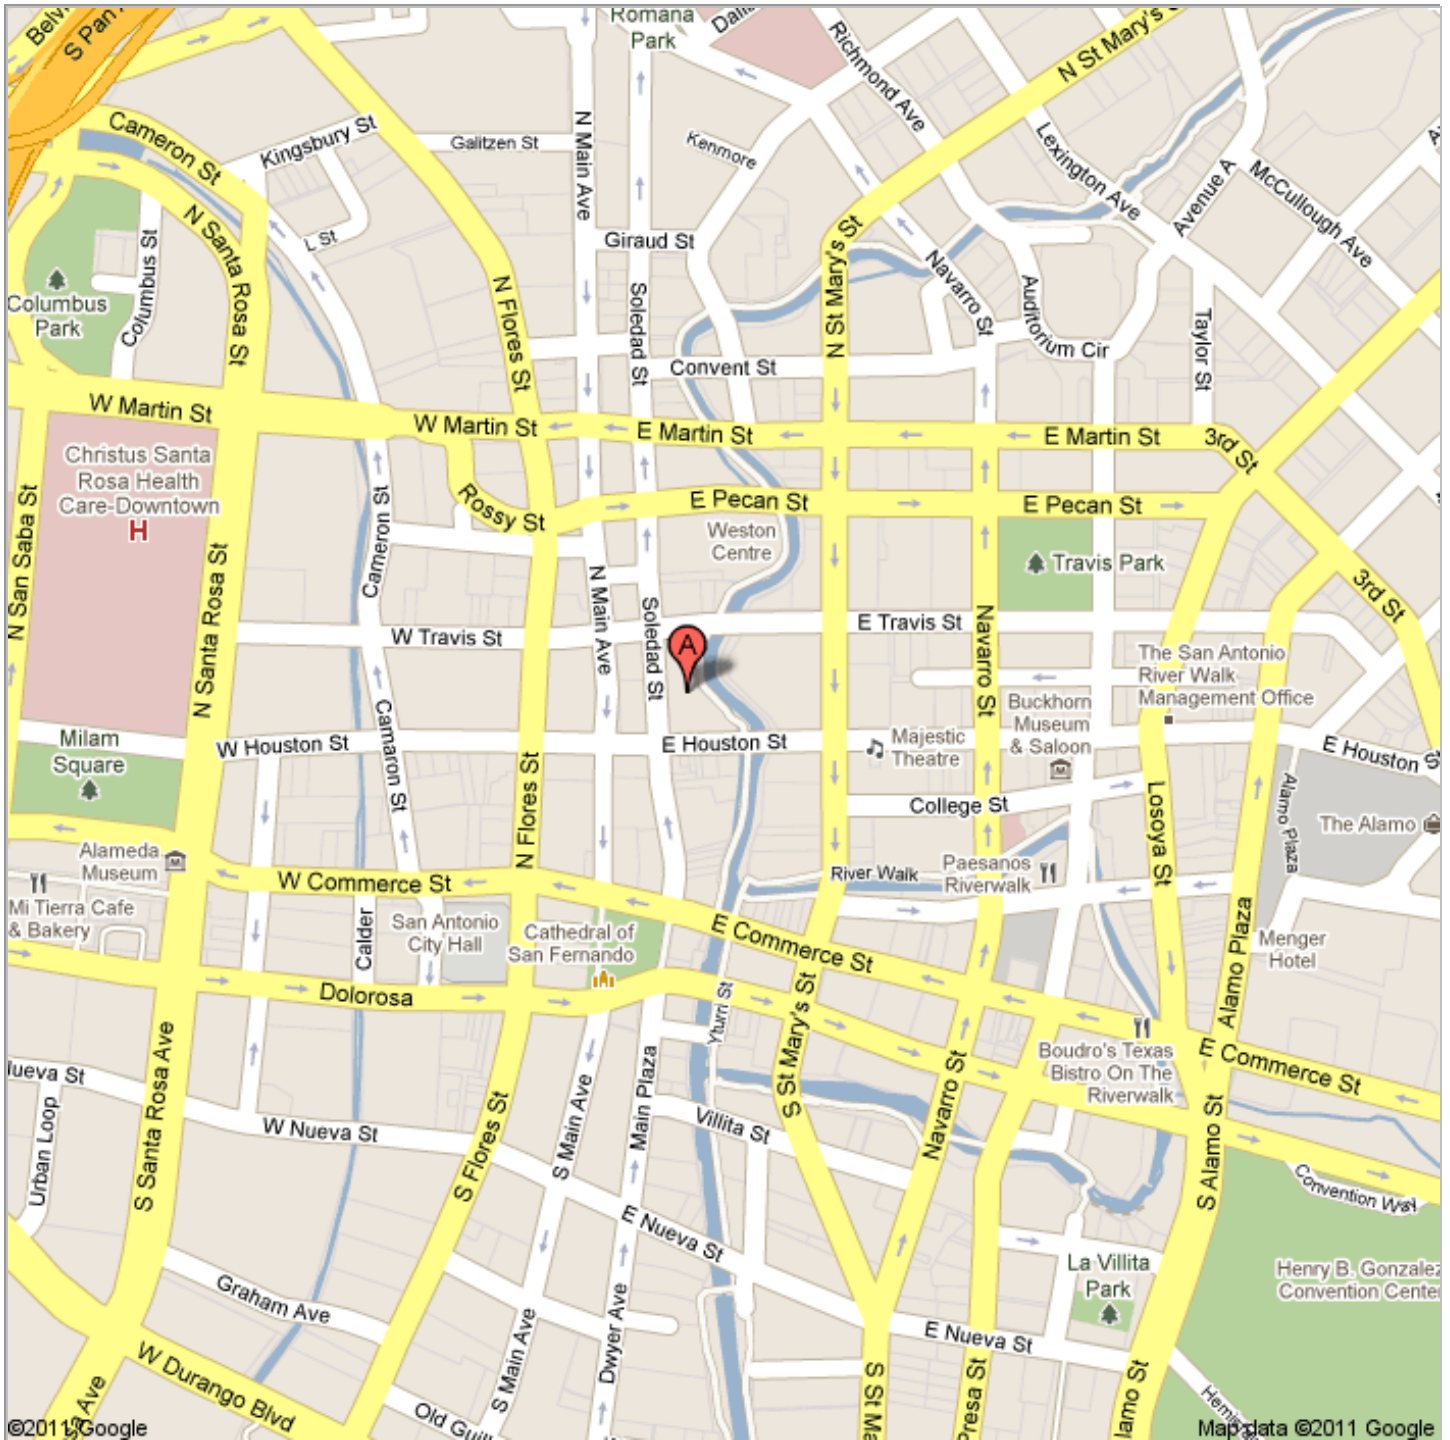 Belv
S Pan
Romana
Park
Dall
Richmond Ave
N St Mary's S
Cameron St
Kingsbury St
Galitzen St
N Main Ave
Kenmore
Lexington Ave
Avenue A
McCullough Ave
N Santa Rosa St
L St
Giraud St
N St Mary's St
Navarro St
Columbus St
Columbus
Park
N Flores St
Soledad St
Auditorium Cir
Taylor St
Convent St
W Martin St
W Martin St
E Martin St
E Martin St
3rd St
Christus Santa
Rosa Health
Care-Downtown
H
Cameron St
Rossy St
E Pecan St
E Pecan St
Weston
Centre
Travis Park
3rd St
N San Saba St
N Santa Rosa St
N Main Ave
Soledad St
Navarro St
W Travis St
E Travis St
A
The San Antonio
River Walk
Management Office
Buckhorn
Museum
& Saloon
Milam
Square
W Houston St
Camaron St
E Houston St
Majestic
Theatre
E Houston S
N Flores St
College St
Losoya St
Alamo Plaza
The Alamo
Alameda
Museum
W Commerce St
River Walk
Paesanos
Riverwalk
Mi Tierra Cafe
& Bakery
Calder
San Antonio
City Hall
Cathedral of
San Fernando
E Commerce St
Alamo Plaza
Menger
Hotel
Dolorosa
Yturri St
S St Mary's St
Navarro St
Boudro's Texas
Bistro On The
Riverwalk
E Commerce St
Nueva St
Urban Loop
S Santa Rosa Ave
W Nueva St
S Flores St
S Main Ave
Main Plaza
Villita St
S Alamo St
Convention Way
E Nueva St
La Villita
Park
Henry B. Gonzalez
Convention Center
Graham Ave
S Main Ave
Dwyer Ave
E Nueva St
W Durango Blvd
sa Ave
Old Guil
S St Ma
Presa St
lamo St
Hemis
©2011 Google
Map data ©2011 Google